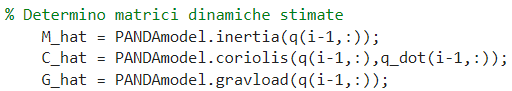 % Determino matrici dinamiche stimate
M_hat = PANDAmodel.inertia(q(i-1,:));
C_hat = PANDAmodel.coriolis(q(i-1,:),q_dot(i-1,:));
G_hat = PANDAmodel.gravload(q(i-1,:));